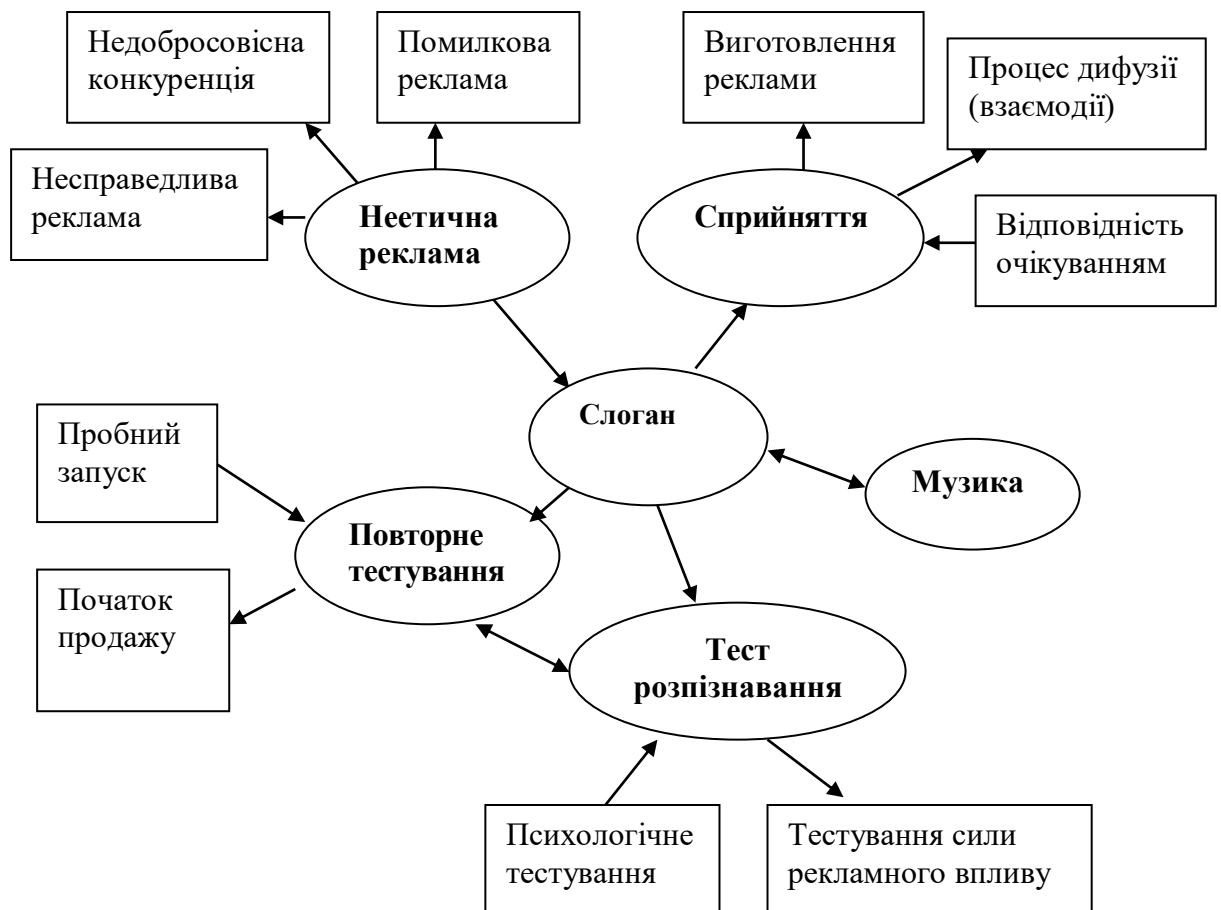 Недобросовісна
конкуренція
Помилкова
реклама
Виготовлення
реклами
Процес дифузії
(взаємодії)
Несправедлива
реклама
Неетична
реклама
Сприйняття
Відповідність
очікуванням
Слоган
Пробний
запуск
Музика
Повторне
тестування
Початок
продажу
Тест
розпізнавання
Психологічне
тестування
Тестування сили
рекламного впливу